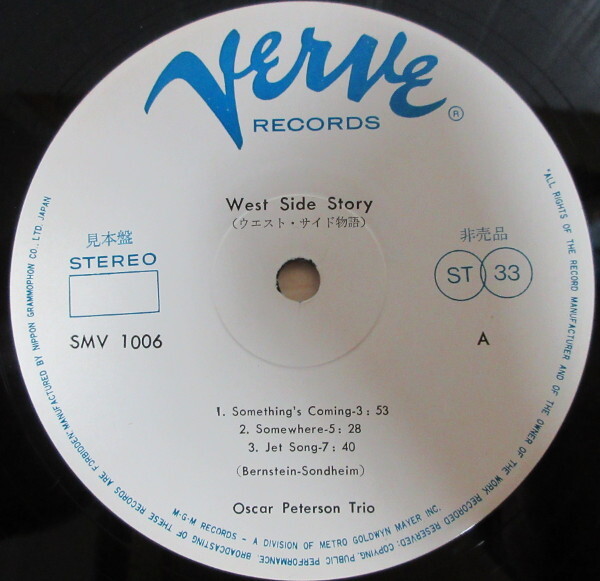 VERVE
RECORDS
®
West Side Story
(ウエスト・サイド物語)
見本盤
STEREO
SMV 1006
非売品
ST 33
A
1. Something's Coming-3 : 53
2. Somewhere-5 : 28
3. Jet Song-7 : 40
(Bernstein-Sondheim)
Oscar Peterson Trio
M-G-M RECORDS - A DIVISION OF METRO GOLDWYN MAYER INC.
"ALL RIGHTS OF THE RECORD MANUFACTURER AND OF THE OWNER OF THE WORK RECORDED RESERVED: COPYING, PUBLIC PERFORMANCE, BROADCASTING OF THESE RECORDS ARE FORBIDDEN" MANUFACTURED BY NIPPON GRAMMOPHON CO., LTD. JAPAN